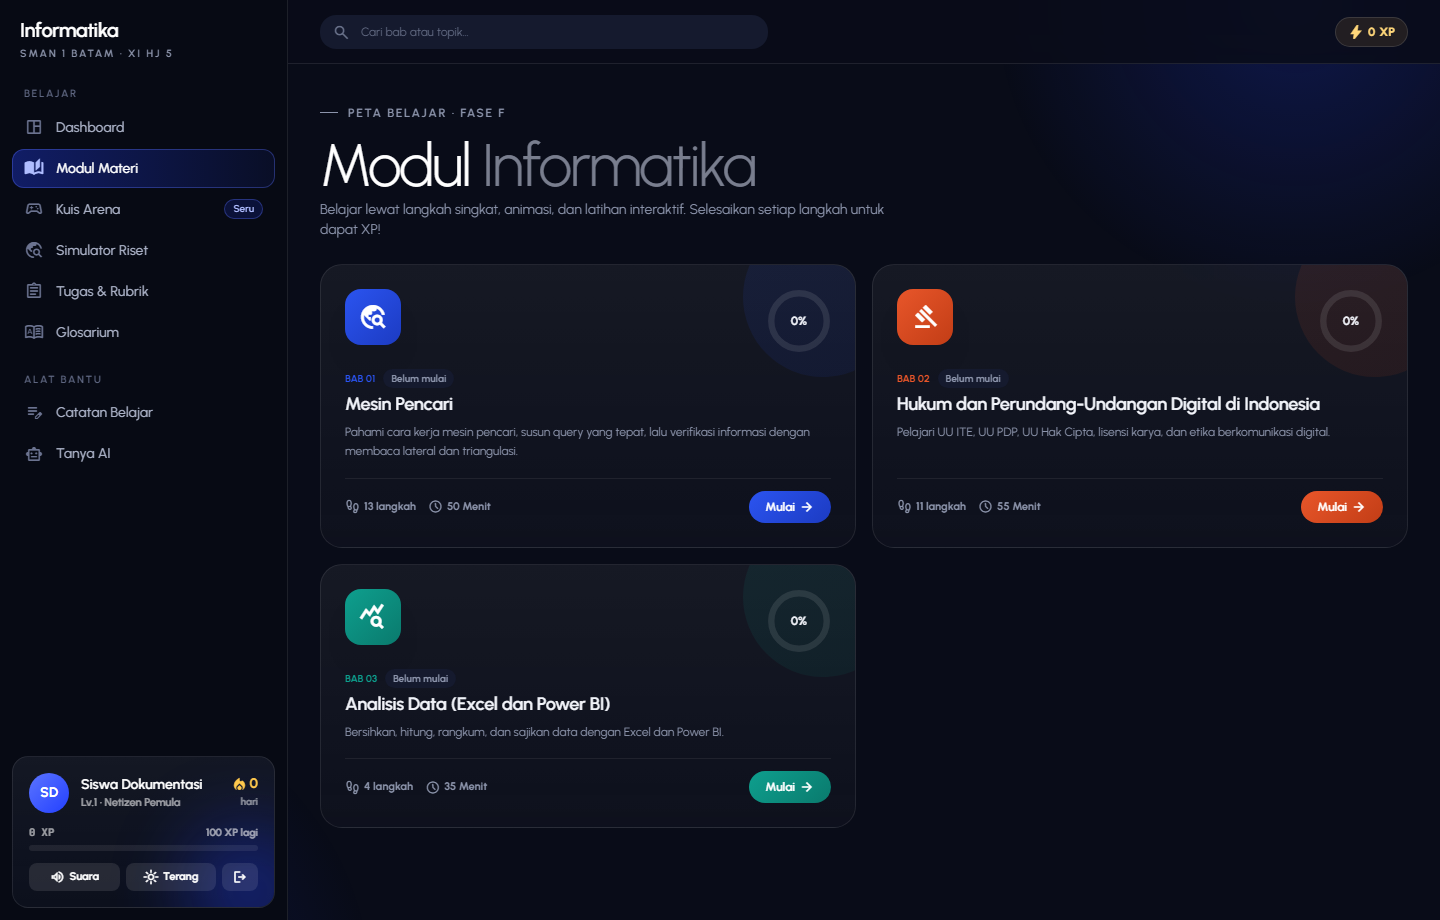 Informatika
SMAN 1 BATAM · XI HJ 5
BELAJAR
Dashboard
Modul Materi
Kuis Arena
Seru
Simulator Riset
Tugas & Rubrik
Glosarium
ALAT BANTU
Catatan Belajar
Tanya AI
SD
Siswa Dokumentasi
Lv.1 · Netizen Pemula
0
hari
0 XP
100 XP lagi
Suara
Terang
Cari bab atau topik...
0 XP
PETA BELAJAR · FASE F
Modul Informatika
Belajar lewat langkah singkat, animasi, dan latihan interaktif. Selesaikan setiap langkah untuk
dapat XP!
0%
BAB 01
Belum mulai
Mesin Pencari
Pahami cara kerja mesin pencari, susun query yang tepat, lalu verifikasi informasi dengan
membaca lateral dan triangulasi.
13 langkah
50 Menit
Mulai →
0%
BAB 02
Belum mulai
Hukum dan Perundang-Undangan Digital di Indonesia
Pelajari UU ITE, UU PDP, UU Hak Cipta, lisensi karya, dan etika berkomunikasi digital.
11 langkah
55 Menit
Mulai →
0%
BAB 03
Belum mulai
Analisis Data (Excel dan Power BI)
Bersihkan, hitung, rangkum, dan sajikan data dengan Excel dan Power BI.
4 langkah
35 Menit
Mulai →